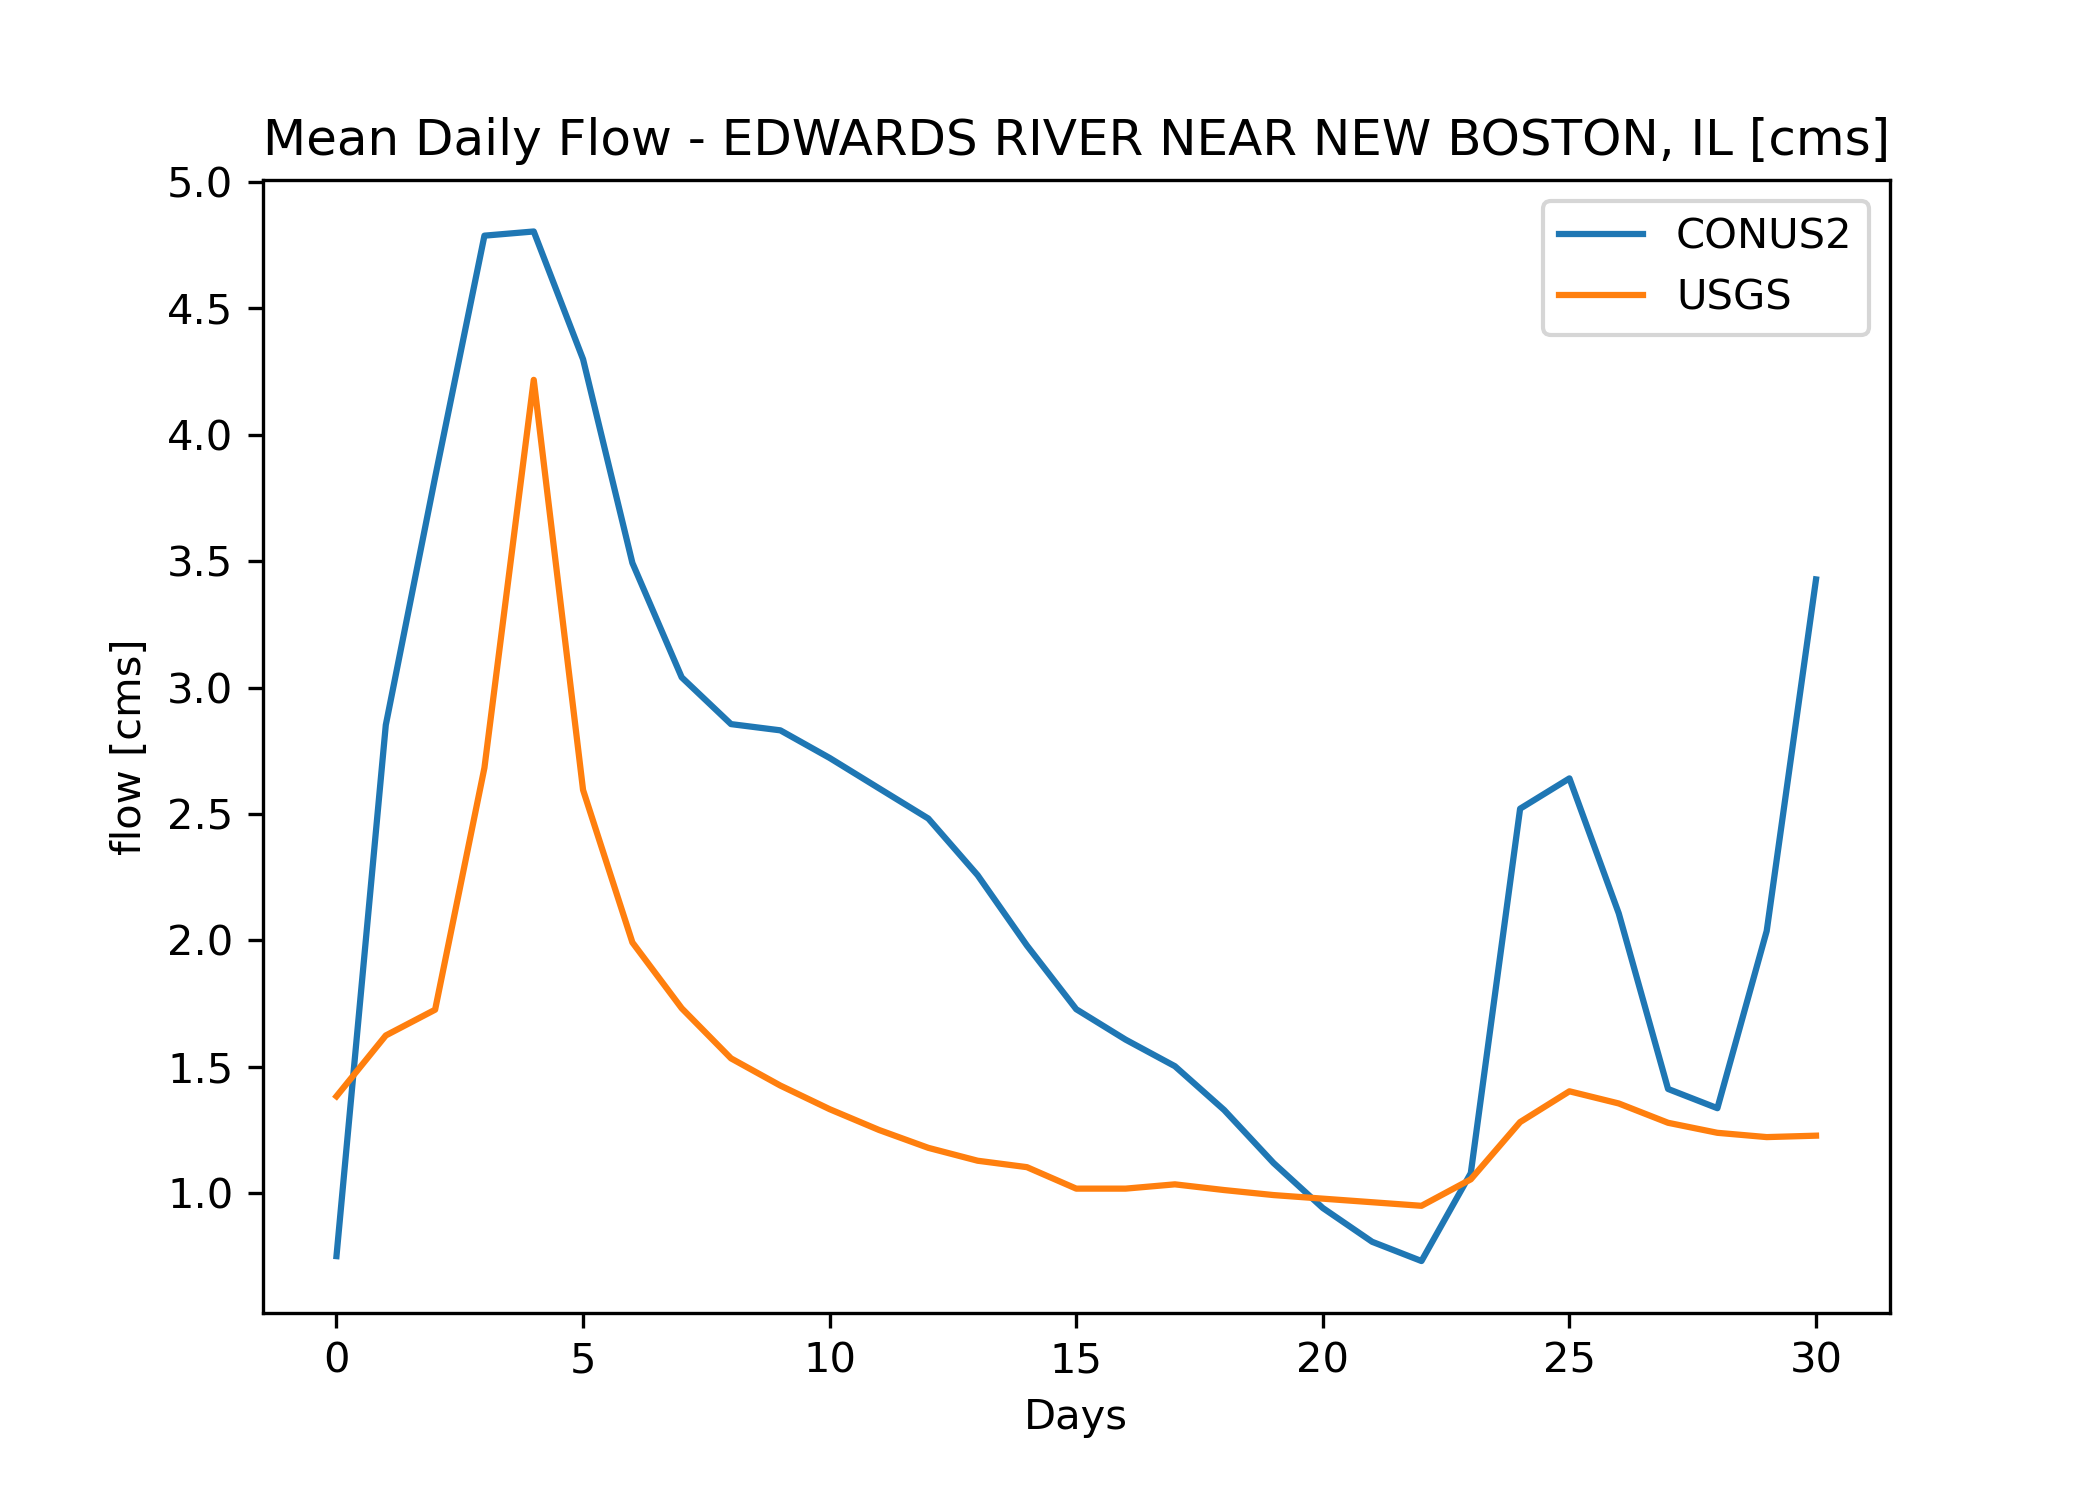 Mean Daily Flow - EDWARDS RIVER NEAR NEW BOSTON, IL [cms]
CONUS2
USGS
flow [cms]
5.0
4.5
4.0
3.5
3.0
2.5
2.0
1.5
1.0
0 5 10 15 20 25 30
Days